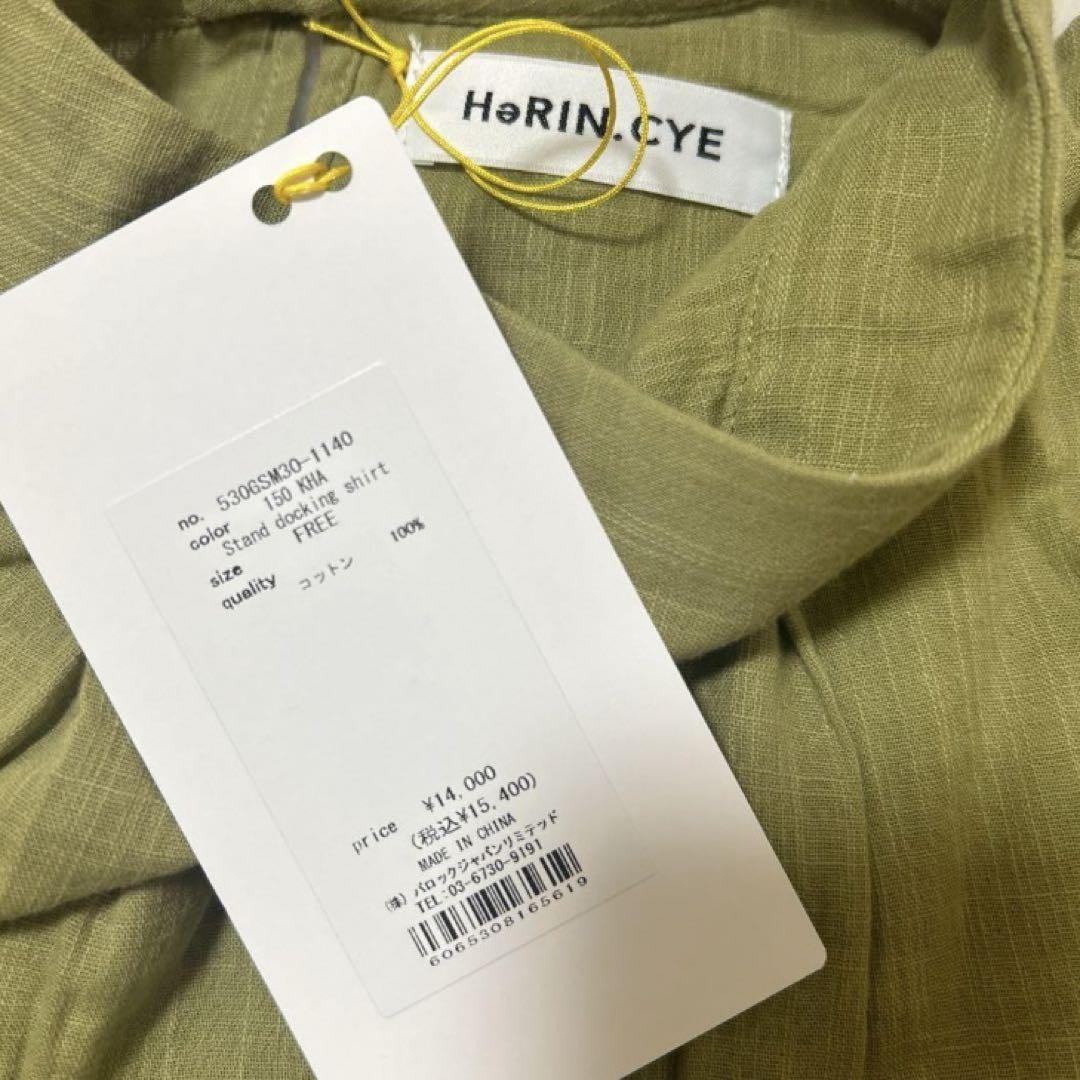 HəRIN.CYE
no. 530GSM30-1140
color 150 KHA
Stand docking shirt
size FREE
quality コットン 100%
price ¥14,000
(税込¥15,400)
MADE IN CHINA
(株) バロックジャパンリミテッド
TEL:03-6730-9191
6065308165619